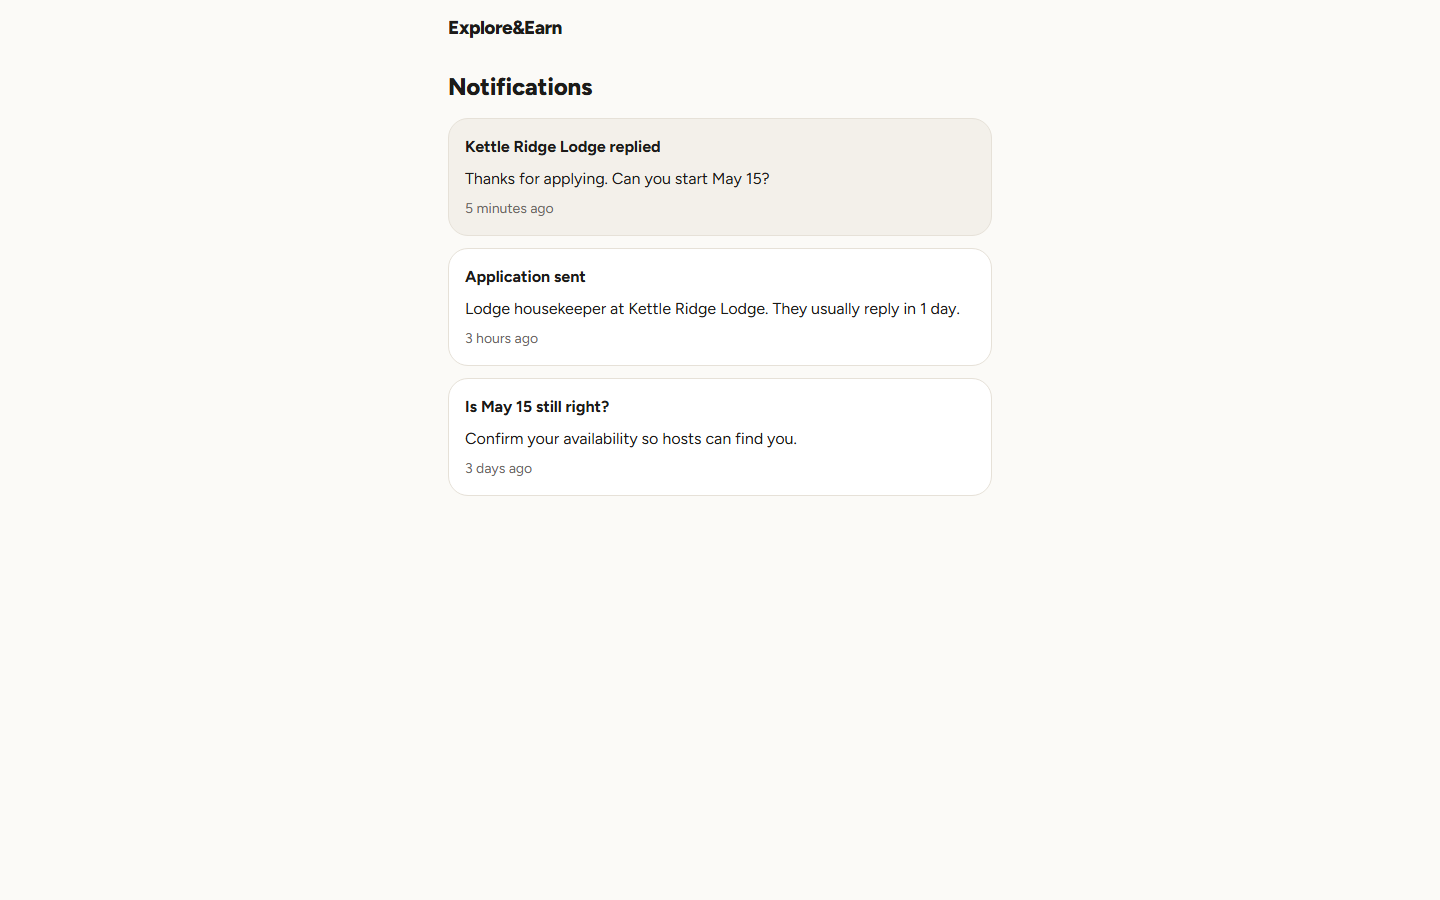 Explore&Earn
Notifications
Kettle Ridge Lodge replied
Thanks for applying. Can you start May 15?
5 minutes ago
Application sent
Lodge housekeeper at Kettle Ridge Lodge. They usually reply in 1 day.
3 hours ago
Is May 15 still right?
Confirm your availability so hosts can find you.
3 days ago